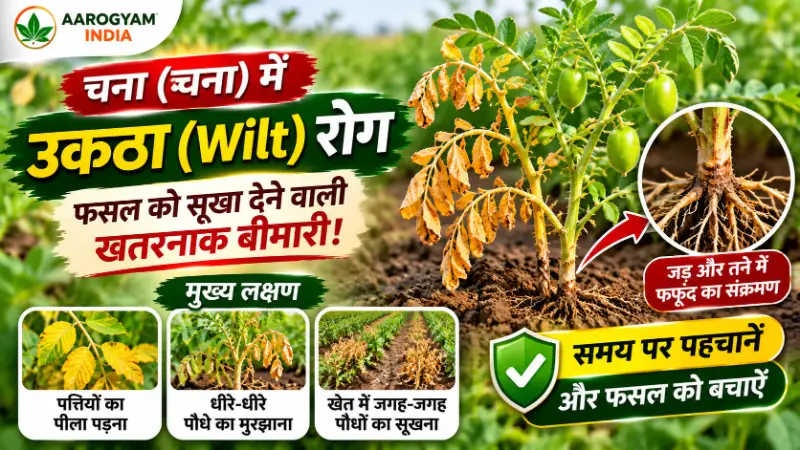 AAROGYAM
INDIA
चना (चना) में
उकठा (Wilt) रोग
फसल को सूखा देने वाली
खतरनाक बीमारी!
जड़ और तने में
फफूंद का संक्रमण
मुख्य लक्षण
पत्तियों का
पीला पड़ना
धीरे-धीरे
पौधे का मुरझाना
खेत में जगह-जगह
पौधों का सूखना
समय पर पहचानें
और फसल को बचाऐं